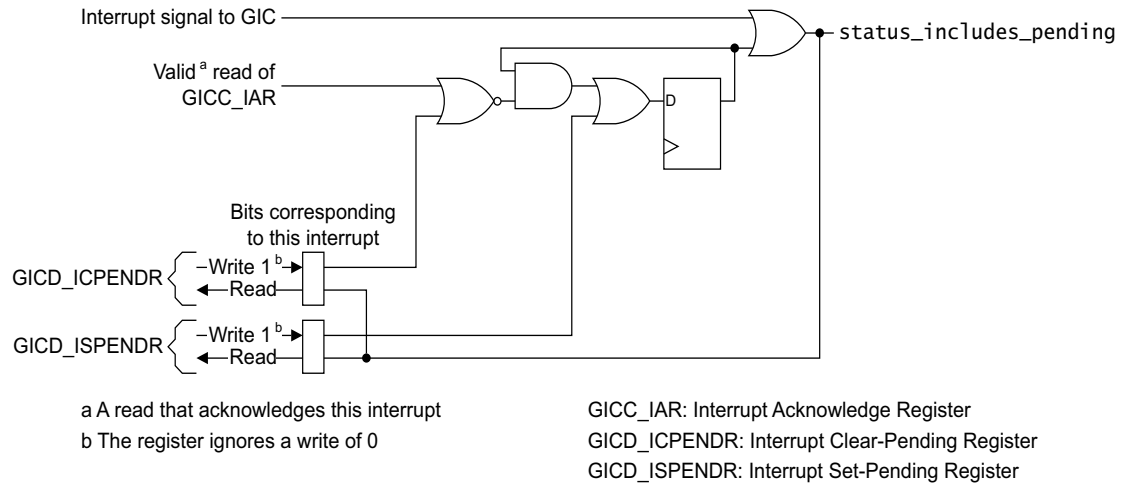 Interrupt signal to GIC
status_includes_pending
Valid a read of
GICC_IAR
D
Bits corresponding
to this interrupt
GICD_ICPENDR
Write 1 b
Read
GICD_ISPENDR
Write 1 b
Read
a A read that acknowledges this interrupt
b The register ignores a write of 0
GICC_IAR: Interrupt Acknowledge Register
GICD_ICPENDR: Interrupt Clear-Pending Register
GICD_ISPENDR: Interrupt Set-Pending Register